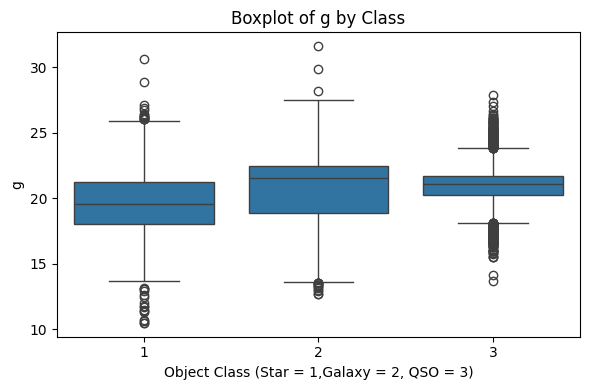 Boxplot of g by Class
30
25
20
15
10
g
1 2 3
Object Class (Star = 1,Galaxy = 2, QSO = 3)